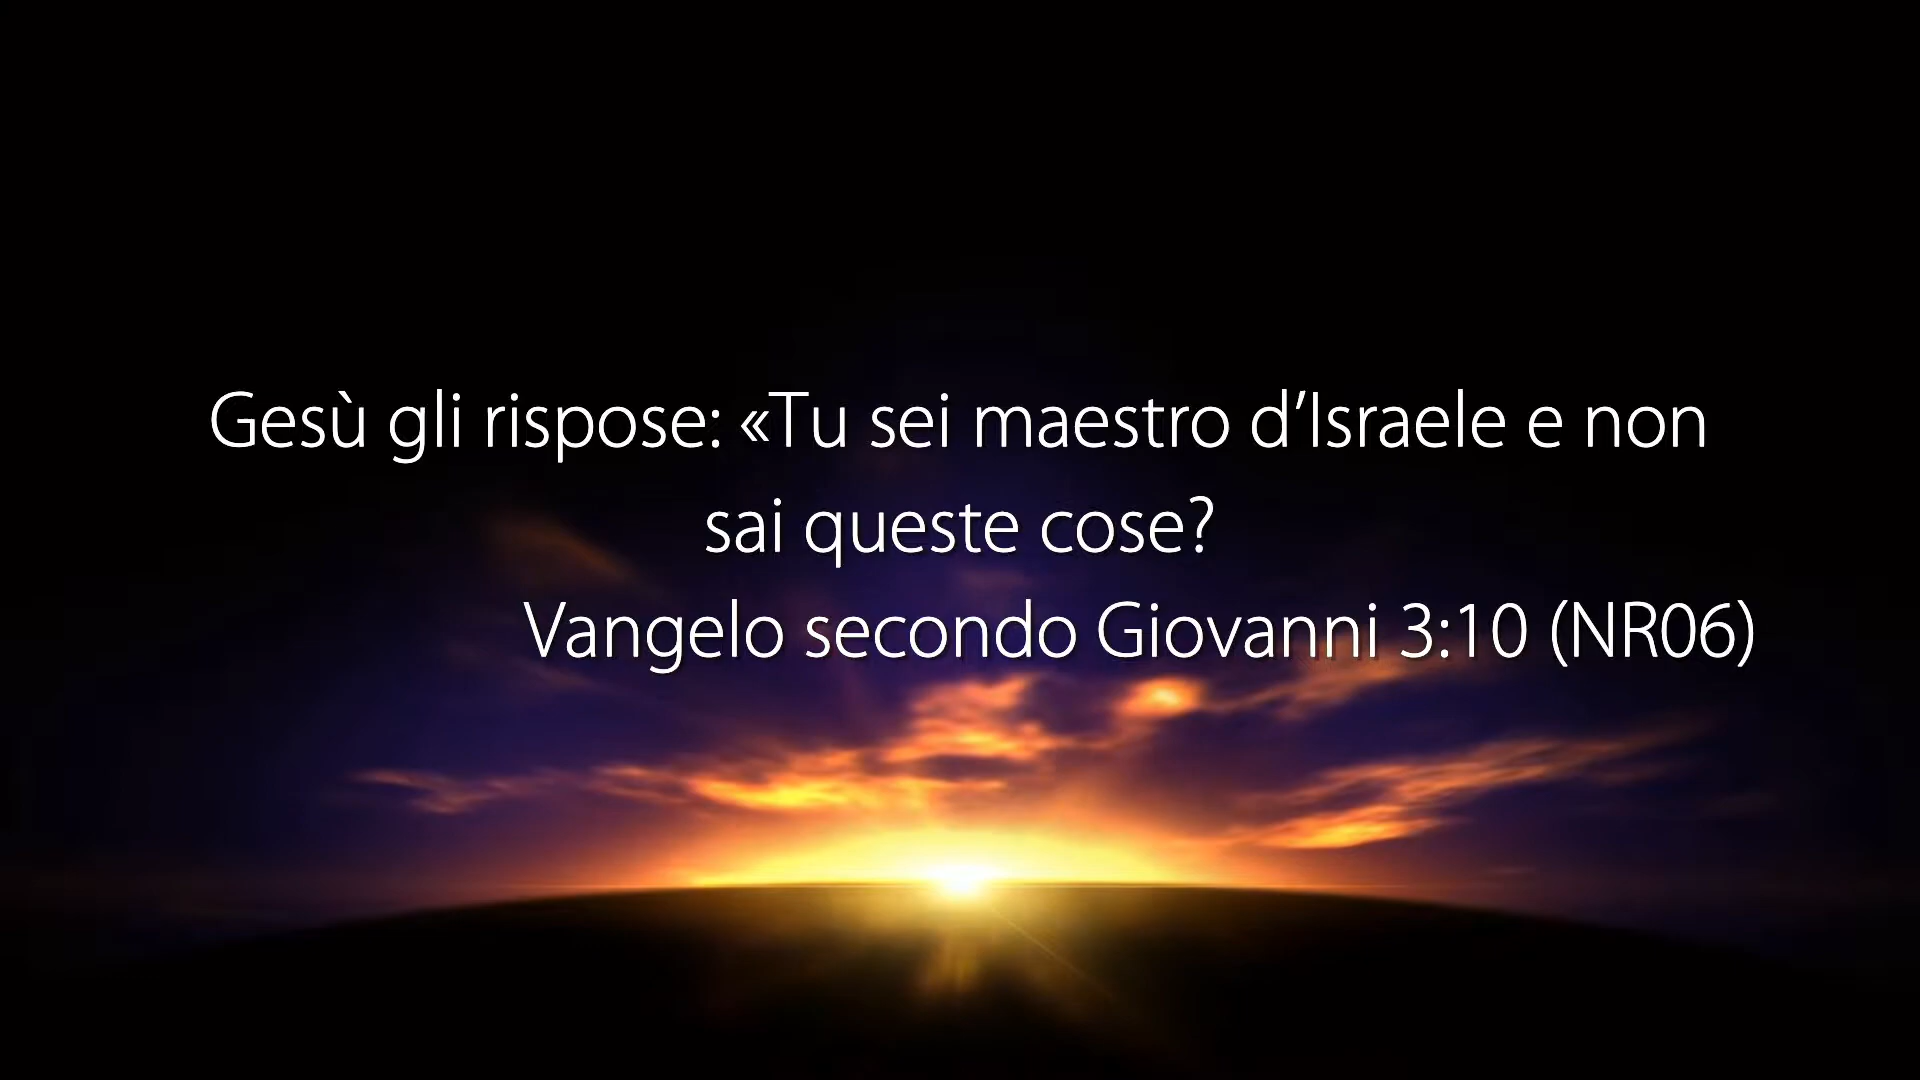 Gesù gli rispose: «Tu sei maestro d’Israele e non
sai queste cose?
Vangelo secondo Giovanni 3:10 (NR06)